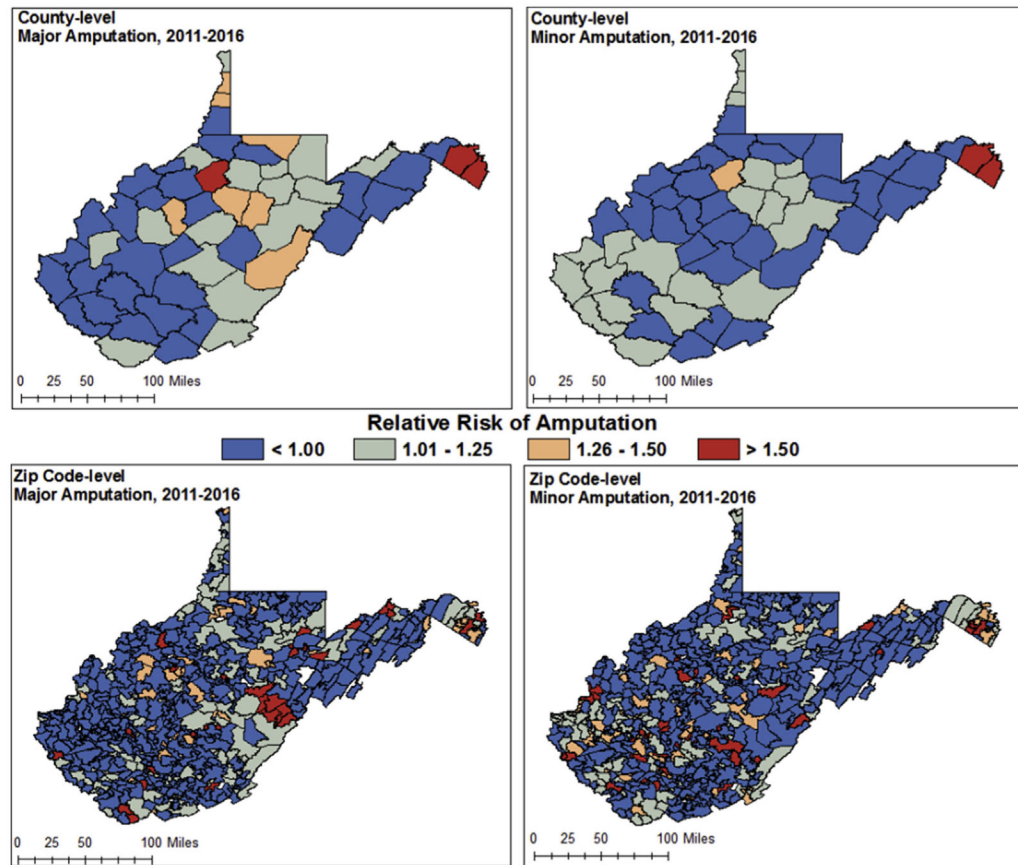 County-level
Major Amputation, 2011-2016
0 25 50 100 Miles
County-level
Minor Amputation, 2011-2016
0 25 50 100 Miles
Relative Risk of Amputation
< 1.00 1.01 - 1.25 1.26 - 1.50 > 1.50
Zip Code-level
Major Amputation, 2011-2016
0 25 50 100 Miles
Zip Code-level
Minor Amputation, 2011-2016
0 25 50 100 Miles